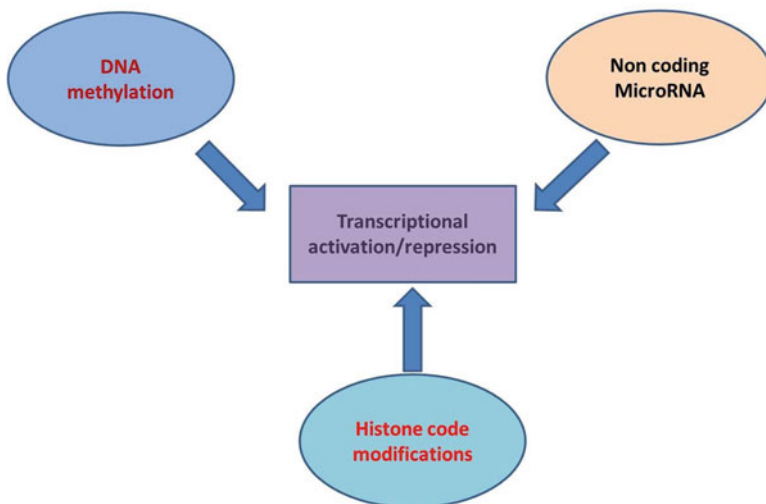 DNA
methylation
Non coding
MicroRNA
Transcriptional
activation/repression
Histone code
modifications